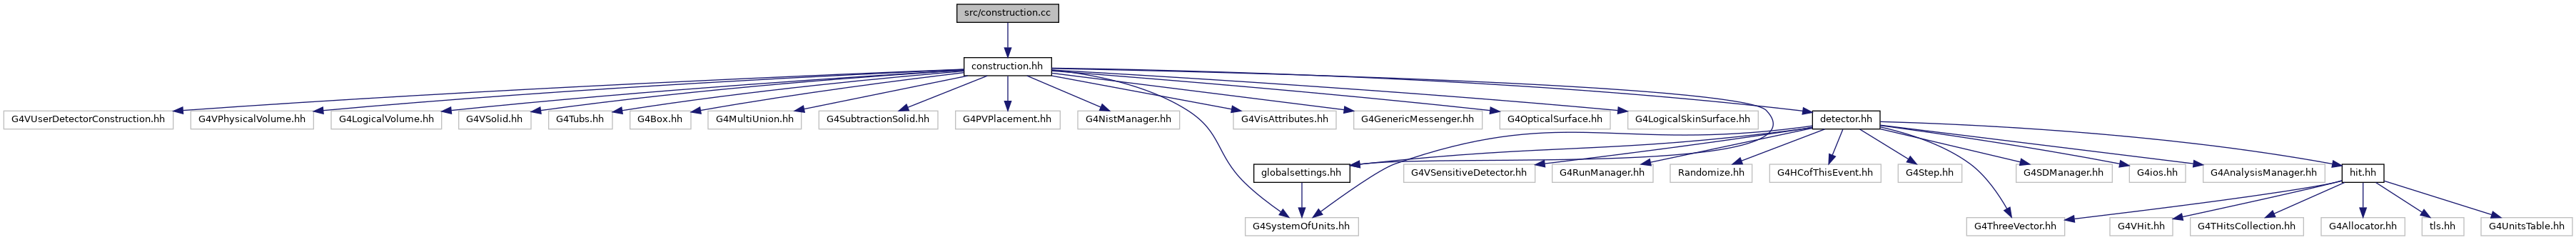 src/construction.cc
construction.hh
G4VUserDetectorConstruction.hh
G4VPhysicalVolume.hh
G4LogicalVolume.hh
G4VSolid.hh
G4Tubs.hh
G4Box.hh
G4MultiUnion.hh
G4SubtractionSolid.hh
G4PVPlacement.hh
G4NistManager.hh
G4VisAttributes.hh
G4GenericMessenger.hh
G4OpticalSurface.hh
G4LogicalSkinSurface.hh
detector.hh
globalsettings.hh
G4VSensitiveDetector.hh
G4RunManager.hh
Randomize.hh
G4HCofThisEvent.hh
G4Step.hh
G4SDManager.hh
G4ios.hh
G4AnalysisManager.hh
hit.hh
G4SystemOfUnits.hh
G4ThreeVector.hh
G4VHit.hh
G4THitsCollection.hh
G4Allocator.hh
tls.hh
G4UnitsTable.hh